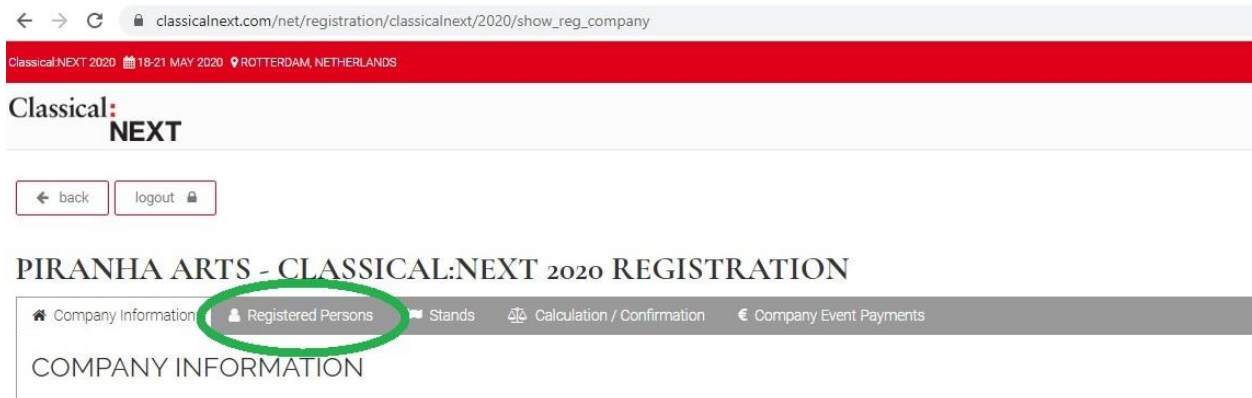 classicalnext.com/net/registration/classicalnext/2020/show_reg_company
Classical:NEXT 2020 18-21 MAY 2020 ROTTERDAM, NETHERLANDS
Classical:
NEXT
back logout
PIRANHA ARTS - CLASSICAL:NEXT 2020 REGISTRATION
Company Information Registered Persons Stands Calculation / Confirmation € Company Event Payments
COMPANY INFORMATION